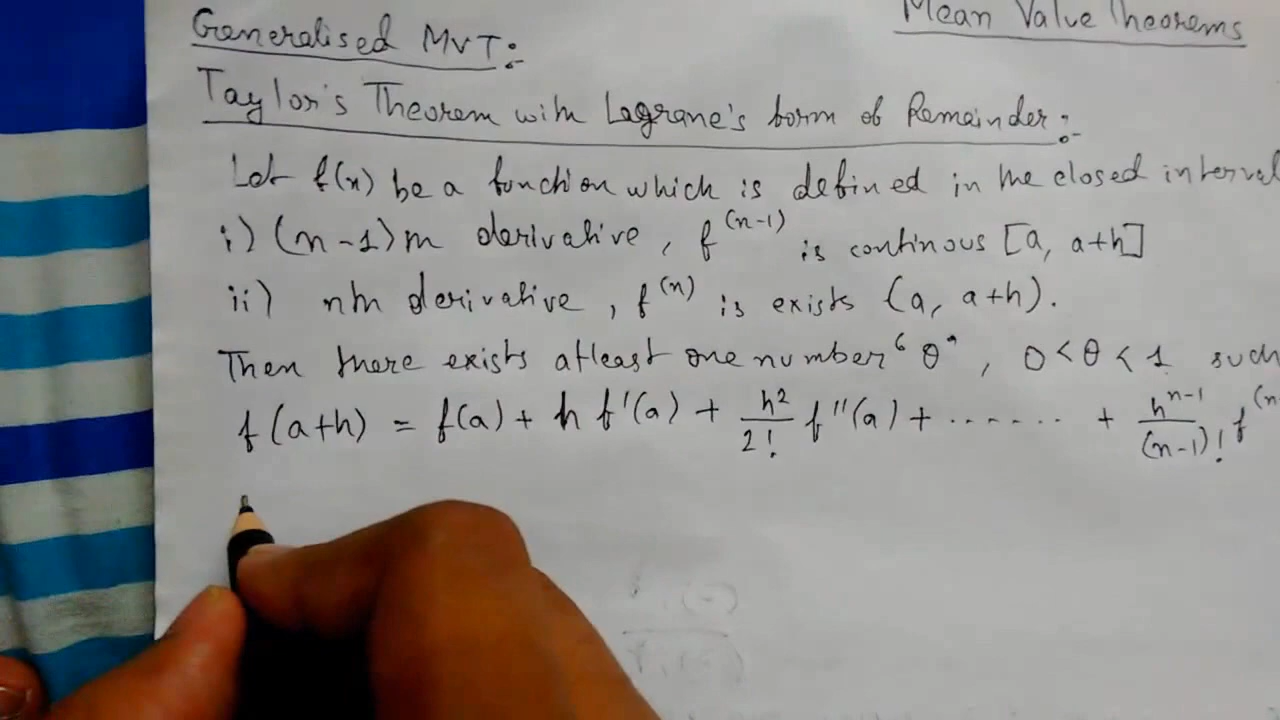 Mean Value Theorems
Generalised MVT:-
Taylor's Theorem with Lagrane's form of Remainder:-
Let f(x) be a function which is defined in the closed interval
i) (n-1)th derivative, f^(n-1) is continous [a, a+h]
ii) nth derivative, f^(n) is exists (a, a+h).
Then there exists atleast one number "θ", 0<θ<1 such
f(a+h) = f(a) + h f'(a) + h²/2! f''(a) + ....... + h^(n-1)/(n-1)! f^(n